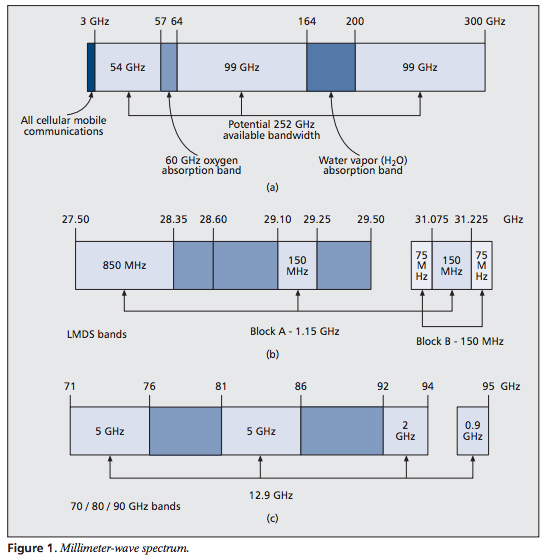 3 GHz 57 64 164 200 300 GHz
54 GHz 99 GHz 99 GHz
All cellular mobile
communications
Potential 252 GHz
available bandwidth
60 GHz oxygen
absorption band
Water vapor (H₂O)
absorption band
(a)
27.50 28.35 28.60 29.10 29.25 29.50 31.075 31.225 GHz
850 MHz
150
MHz
75
M
Hz
150
MHz
75
M
Hz
LMDS bands
Block A - 1.15 GHz
Block B - 150 MHz
(b)
71 76 81 86 92 94 95 GHz
5 GHz 5 GHz
2
GHz
0.9
GHz
12.9 GHz
70 / 80 / 90 GHz bands
(c)
Figure 1. Millimeter-wave spectrum.